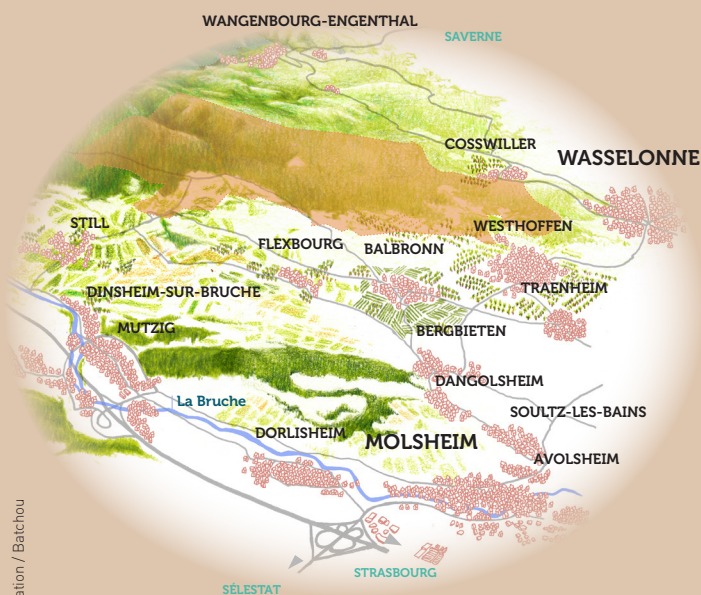 WANGENBOURG-ENGENTHAL
SAVERNE
COSSWILLER
WASSELONNE
STILL
WESTHOFFEN
FLEXBOURG
BALBRONN
DINSHEIM-SUR-BRUCHE
TRAENHEIM
MUTZIG
BERGBIETEN
DANGOLSHEIM
La Bruche
SOULTZ-LES-BAINS
DORLISHEIM
MOLSHEIM
AVOLSHEIM
STRASBOURG
SÉLESTAT
ation / Batchou